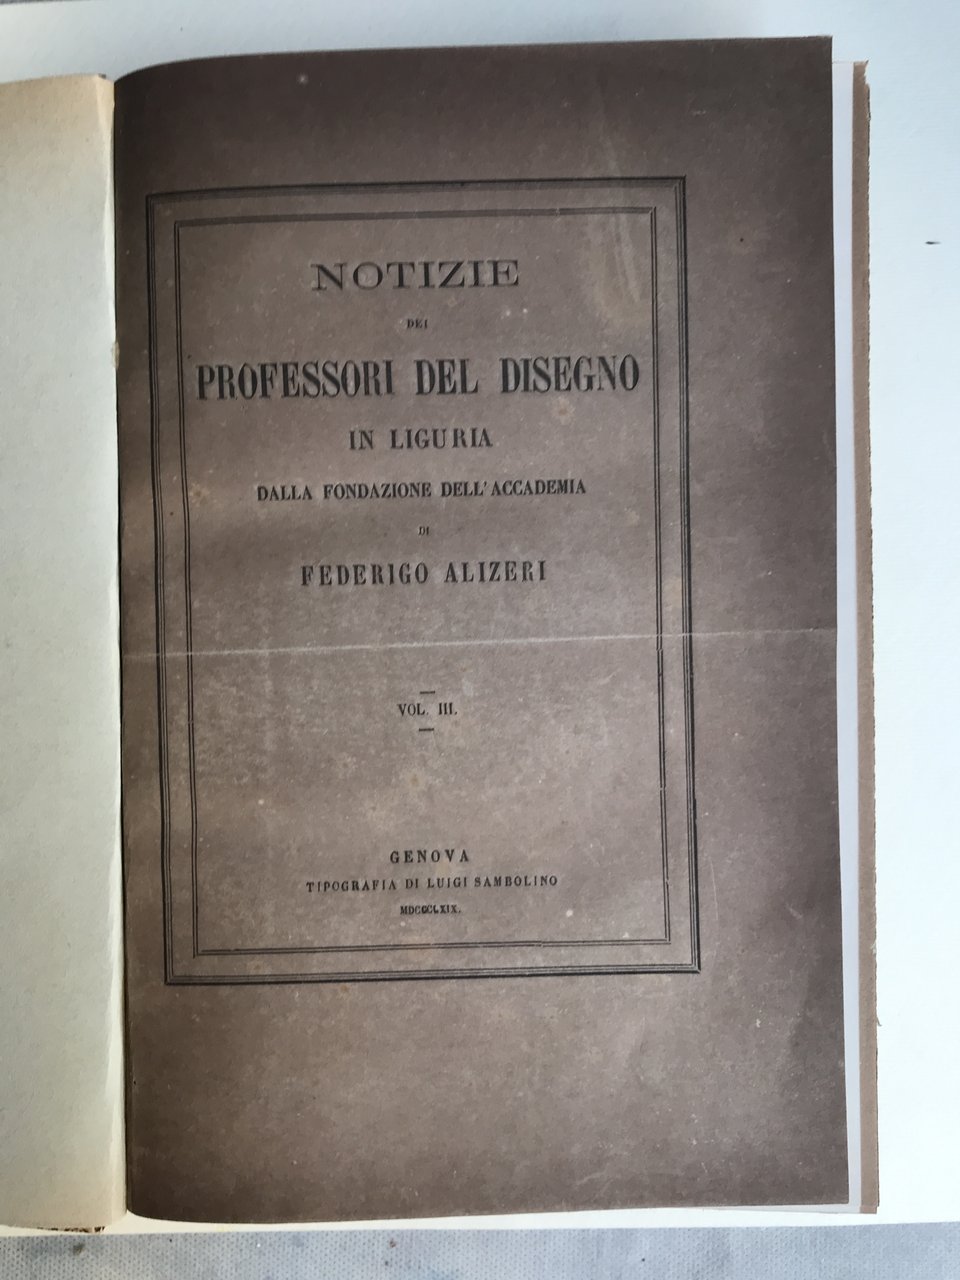 NOTIZIE
DEI
PROFESSORI DEL DISEGNO
IN LIGURIA
DALLA FONDAZIONE DELL'ACCADEMIA
DI
FEDERIGO ALIZERI
VOL. III.
GENOVA
TIPOGRAFIA DI LUIGI SAMBOLINO
MDCCCLXIX.